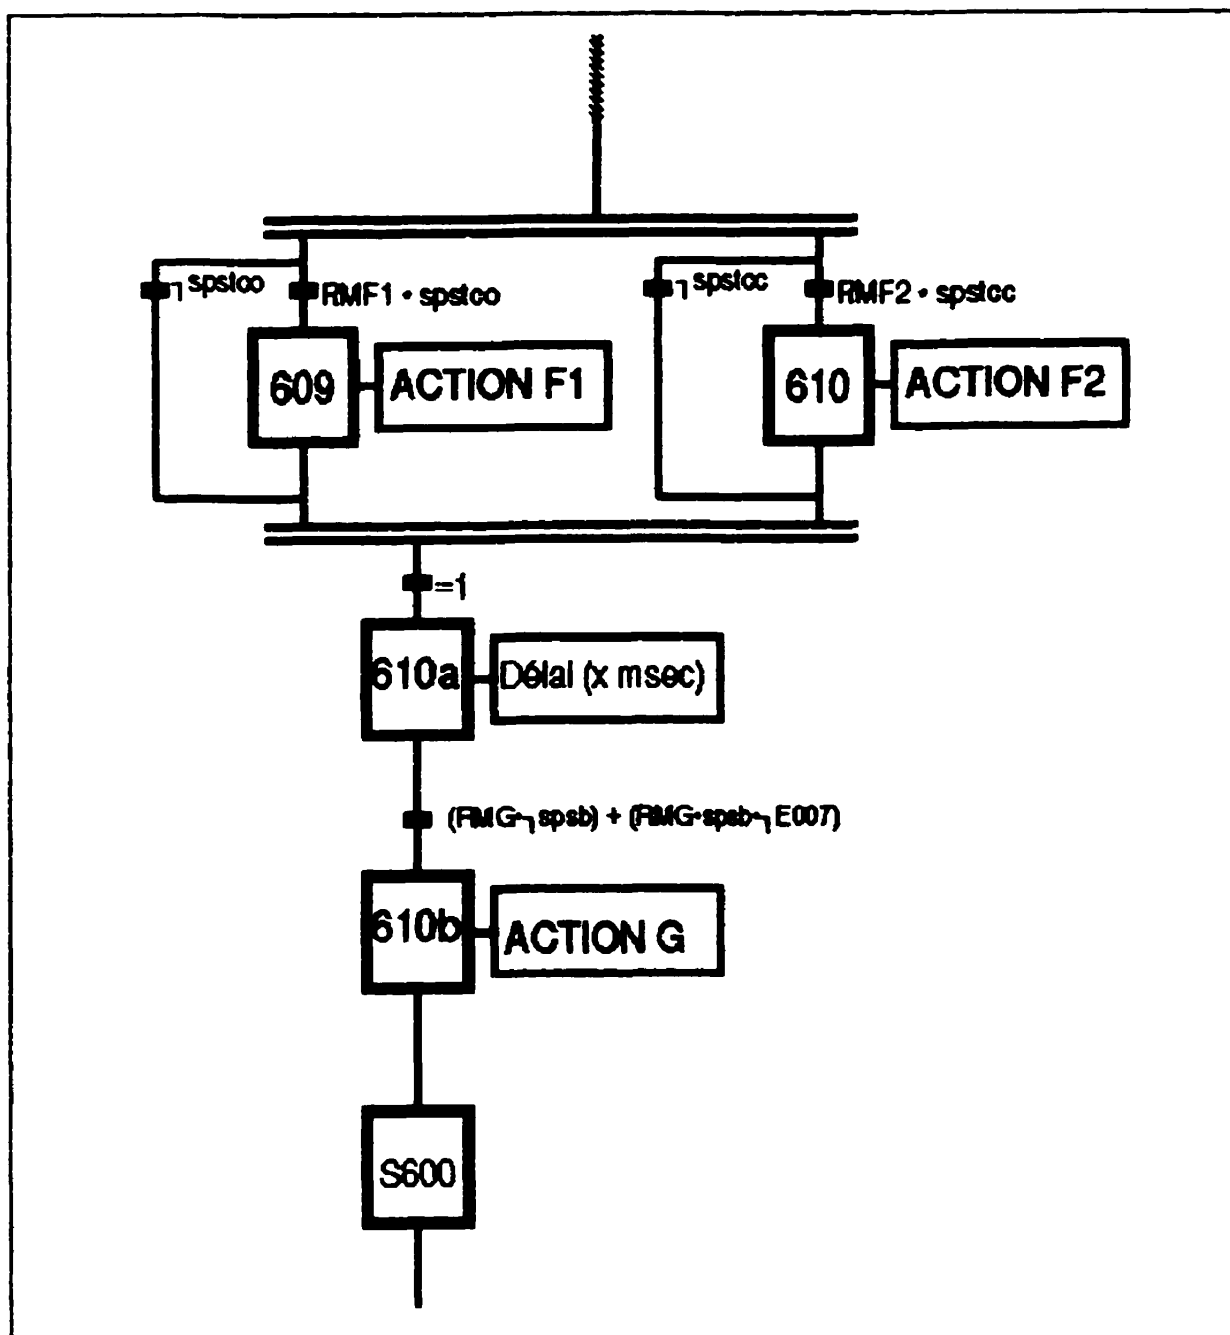 ┐spstco
RMF1 • spstco
┐spstcc
RMF2 • spstcc
609
ACTION F1
610
ACTION F2
=1
610a
Délai (x msec)
(RMG•┐spsb) + (RMG•spsb•┐E007)
610b
ACTION G
S600